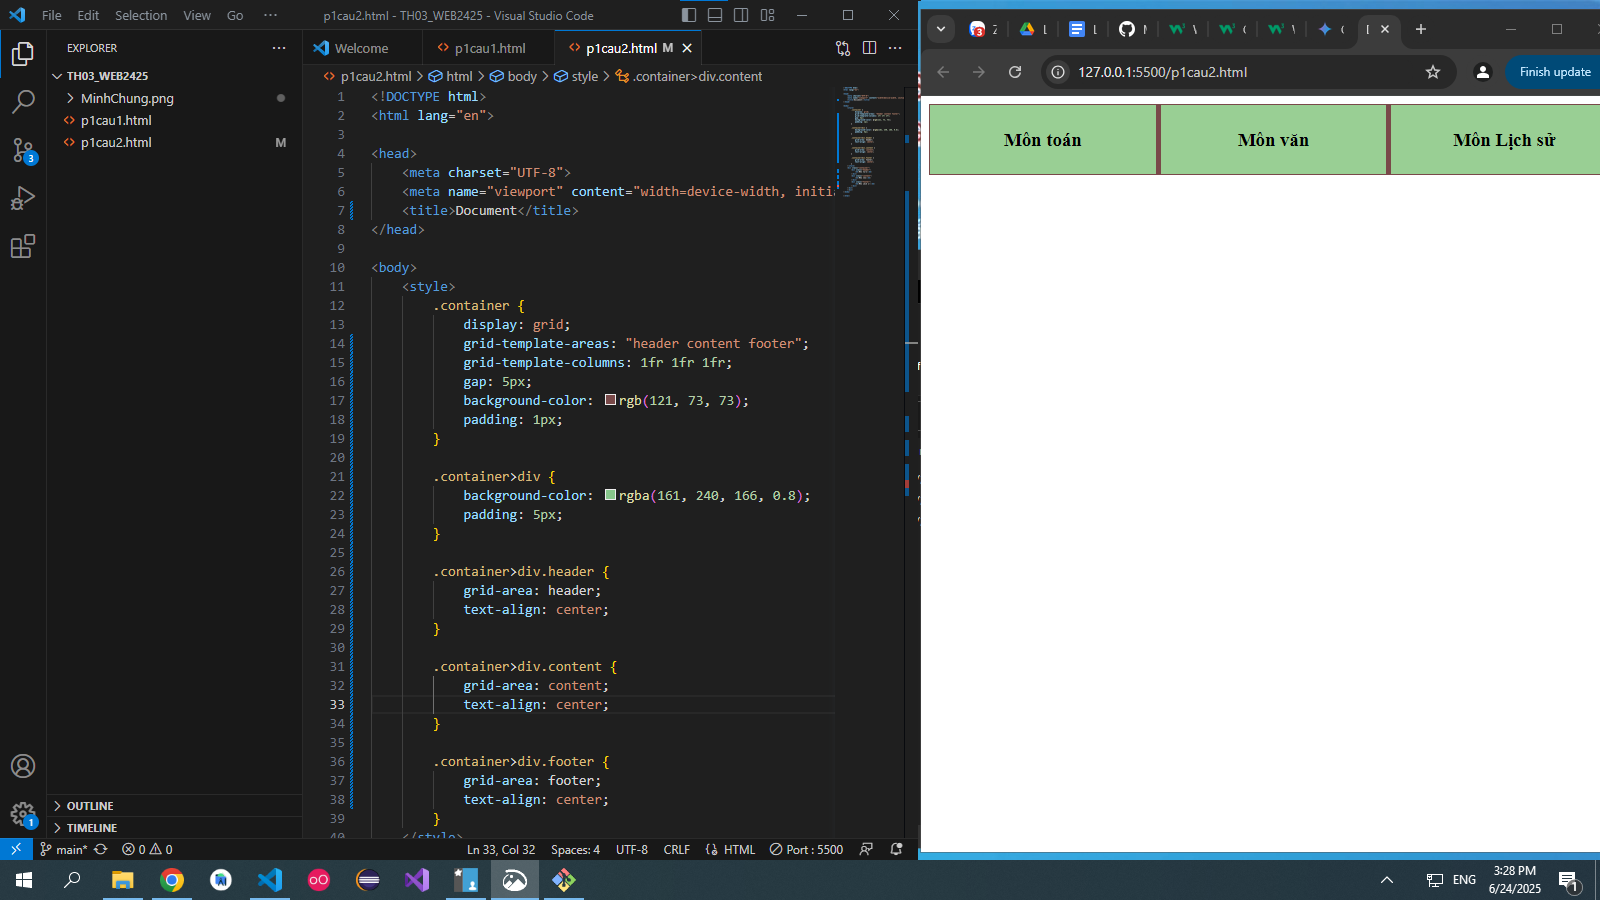 File Edit Selection View Go ··· p1cau2.html - TH03_WEB2425 - Visual Studio Code
EXPLORER
TH03_WEB2425
MinhChung.png
p1cau1.html
p1cau2.html M
OUTLINE
TIMELINE
3
1
Welcome p1cau1.html p1cau2.html M
p1cau2.html > html > body > style > .container>div.content
1 <!DOCTYPE html>
2 <html lang="en">
3
4 <head>
5 <meta charset="UTF-8">
6 <meta name="viewport" content="width=device-width, initia
7 <title>Document</title>
8 </head>
9
10 <body>
11 <style>
12 .container {
13 display: grid;
14 grid-template-areas: "header content footer";
15 grid-template-columns: 1fr 1fr 1fr;
16 gap: 5px;
17 background-color: rgb(121, 73, 73);
18 padding: 1px;
19 }
20
21 .container>div {
22 background-color: rgba(161, 240, 166, 0.8);
23 padding: 5px;
24 }
25
26 .container>div.header {
27 grid-area: header;
28 text-align: center;
29 }
30
31 .container>div.content {
32 grid-area: content;
33 text-align: center;
34 }
35
36 .container>div.footer {
37 grid-area: footer;
38 text-align: center;
39 }
40 </style>
main* 0 0 Ln 33, Col 32 Spaces: 4 UTF-8 CRLF HTML Port : 5500
127.0.0.1:5500/p1cau2.html
Finish update
Môn toán Môn văn Môn Lịch sử
ENG
3:28 PM
6/24/2025
1